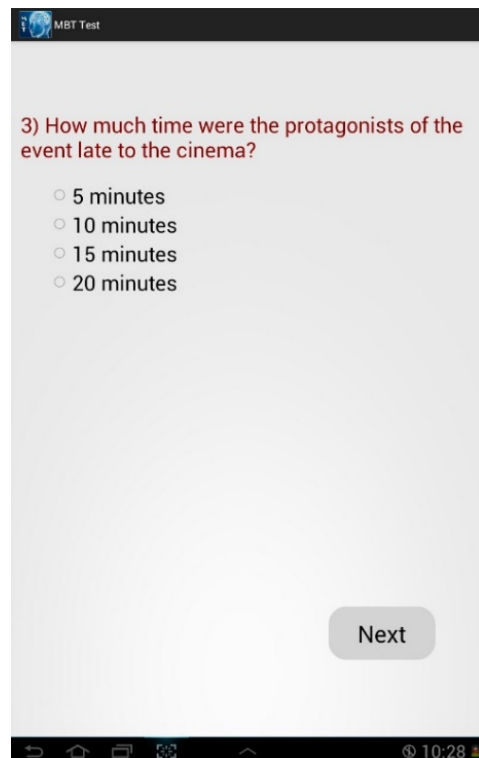 MBT Test
3) How much time were the protagonists of the
event late to the cinema?
5 minutes
10 minutes
15 minutes
20 minutes
Next
10:28